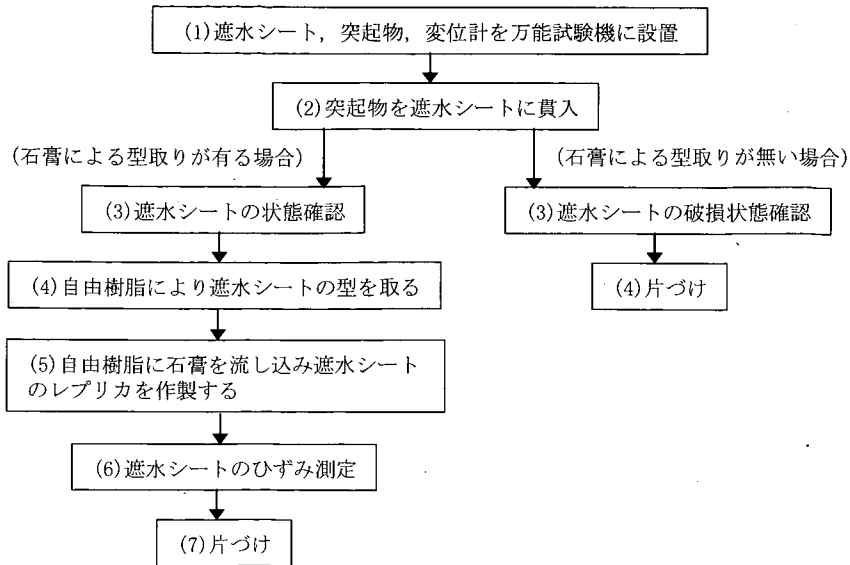 (1)遮水シート，突起物，変位計を万能試験機に設置
(2)突起物を遮水シートに貫入
(石膏による型取りが有る場合)
(石膏による型取りが無い場合)
(3)遮水シートの状態確認
(3)遮水シートの破損状態確認
(4)自由樹脂により遮水シートの型を取る
(4)片づけ
(5)自由樹脂に石膏を流し込み遮水シート
のレプリカを作製する
(6)遮水シートのひずみ測定
(7)片づけ